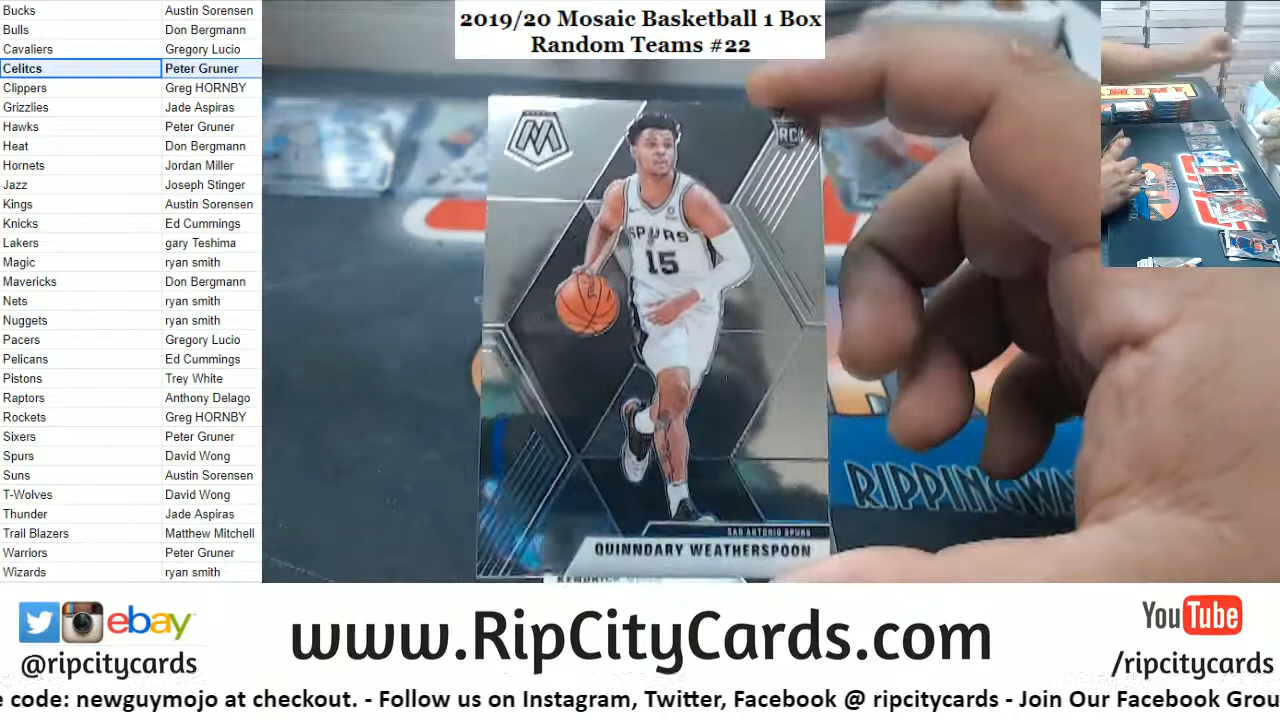 2019/20 Mosaic Basketball 1 Box
Random Teams #22
Bucks Austin Sorensen
Bulls Don Bergmann
Cavaliers Gregory Lucio
Celitcs Peter Gruner
Clippers Greg HORNBY
Grizzlies Jade Aspiras
Hawks Peter Gruner
Heat Don Bergmann
Hornets Jordan Miller
Jazz Joseph Stinger
Kings Austin Sorensen
Knicks Ed Cummings
Lakers gary Teshima
Magic ryan smith
Mavericks Don Bergmann
Nets ryan smith
Nuggets ryan smith
Pacers Gregory Lucio
Pelicans Ed Cummings
Pistons Trey White
Raptors Anthony Delago
Rockets Greg HORNBY
Sixers Peter Gruner
Spurs David Wong
Suns Austin Sorensen
T-Wolves David Wong
Thunder Jade Aspiras
Trail Blazers Matthew Mitchell
Warriors Peter Gruner
Wizards ryan smith
RC
SPURS
15
SAN ANTONIO SPURS
QUINNDARY WEATHERSPOON
KENDRICK
RIPPINGWA
ebay
@ripcitycards
www.RipCityCards.com
YouTube
/ripcitycards
e code: newguymojo at checkout. - Follow us on Instagram, Twitter, Facebook @ ripcitycards - Join Our Facebook Grou